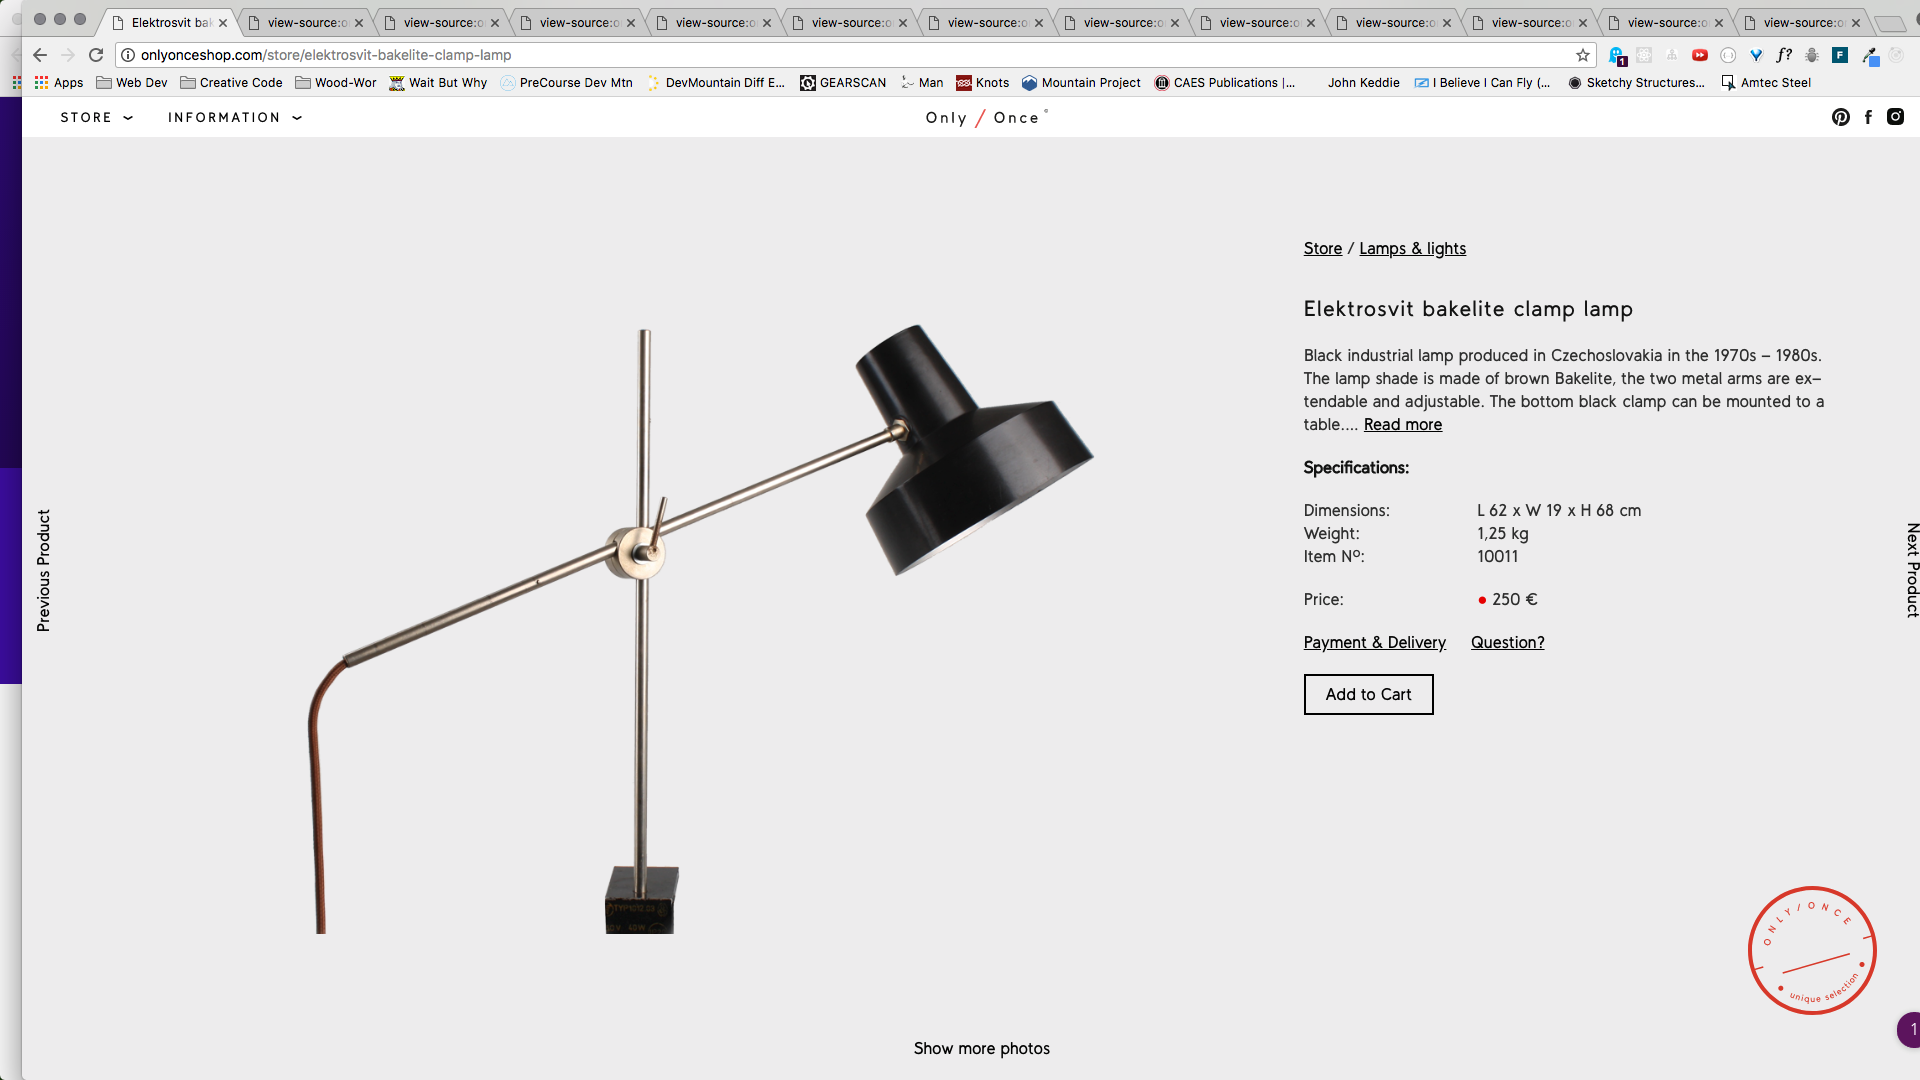 Elektrosvit bak
view-source:o
view-source:o
view-source:o
view-source:o
view-source:o
view-source:o
view-source:o
view-source:o
view-source:o
view-source:o
view-source:o
view-source:o
onlyonceshop.com/store/elektrosvit-bakelite-clamp-lamp
1
f?
F
Apps
Web Dev
Creative Code
Wood-Wor
Wait But Why
PreCourse Dev Mtn
DevMountain Diff E...
GEARSCAN
Man
Knots
Mountain Project
CAES Publications |...
John Keddie
I Believe I Can Fly (...
Sketchy Structures...
Amtec Steel
STORE
INFORMATION
Only / Once
Store / Lamps & lights
Elektrosvit bakelite clamp lamp
Black industrial lamp produced in Czechoslovakia in the 1970s – 1980s.
The lamp shade is made of brown Bakelite, the two metal arms are ex-
tendable and adjustable. The bottom black clamp can be mounted to a
table.... Read more
Specifications:
Dimensions: L 62 x W 19 x H 68 cm
Weight: 1,25 kg
Item Nº: 10011
Price: 250 €
Payment & Delivery Question?
Add to Cart
Previous Product
Next Product
ONLY/ONCE
unique selection
1
Show more photos